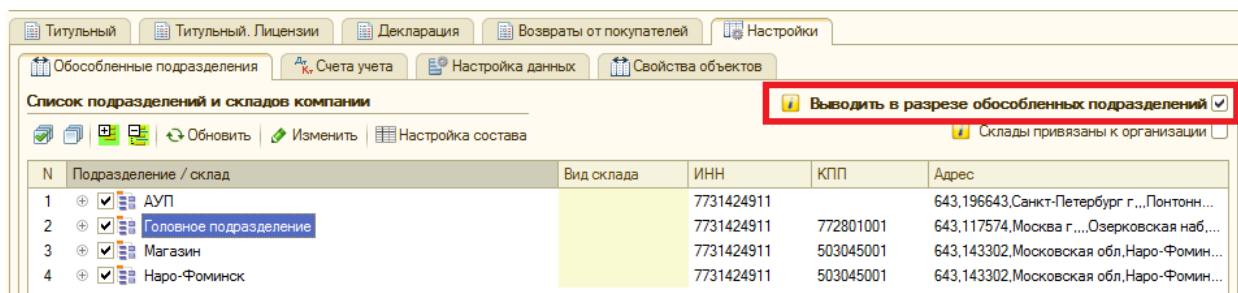 Титульный Титульный. Лицензии Декларация Возвраты от покупателей Настройки
Обособленные подразделения Дт Кт Счета учета Настройка данных Свойства объектов
Список подразделений и складов компании Выводить в разрезе обособленных подразделений
Обновить Изменить Настройка состава Склады привязаны к организации
N Подразделение / склад Вид склада ИНН КПП Адрес
1 АУП 7731424911 643,196643,Санкт-Петербург г,,,Понтонн...
2 Головное подразделение 7731424911 772801001 643,117574,Москва г,,,,Озерковская наб,...
3 Магазин 7731424911 503045001 643,143302,Московская обл,Наро-Фомин...
4 Наро-Фоминск 7731424911 503045001 643,143302,Московская обл,Наро-Фомин...